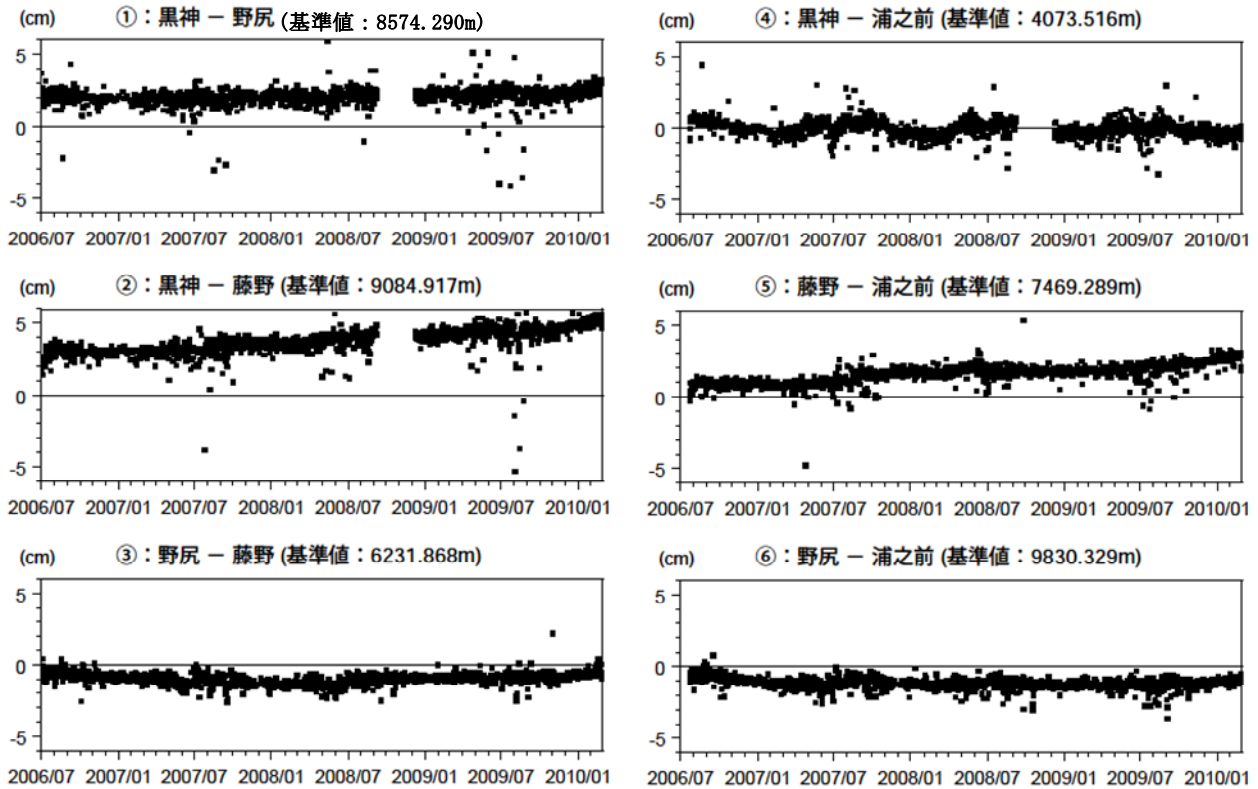 (cm) ①：黒神 － 野尻 (基準値：8574.290m)
5
0
-5
2006/07 2007/01 2007/07 2008/01 2008/07 2009/01 2009/07 2010/01
(cm) ②：黒神 － 藤野 (基準値：9084.917m)
5
0
-5
2006/07 2007/01 2007/07 2008/01 2008/07 2009/01 2009/07 2010/01
(cm) ③：野尻 － 藤野 (基準値：6231.868m)
5
0
-5
2006/07 2007/01 2007/07 2008/01 2008/07 2009/01 2009/07 2010/01
(cm) ④：黒神 － 浦之前 (基準値：4073.516m)
5
0
-5
2006/07 2007/01 2007/07 2008/01 2008/07 2009/01 2009/07 2010/01
(cm) ⑤：藤野 － 浦之前 (基準値：7469.289m)
5
0
-5
2006/07 2007/01 2007/07 2008/01 2008/07 2009/01 2009/07 2010/01
(cm) ⑥：野尻 － 浦之前 (基準値：9830.329m)
5
0
-5
2006/07 2007/01 2007/07 2008/01 2008/07 2009/01 2009/07 2010/01